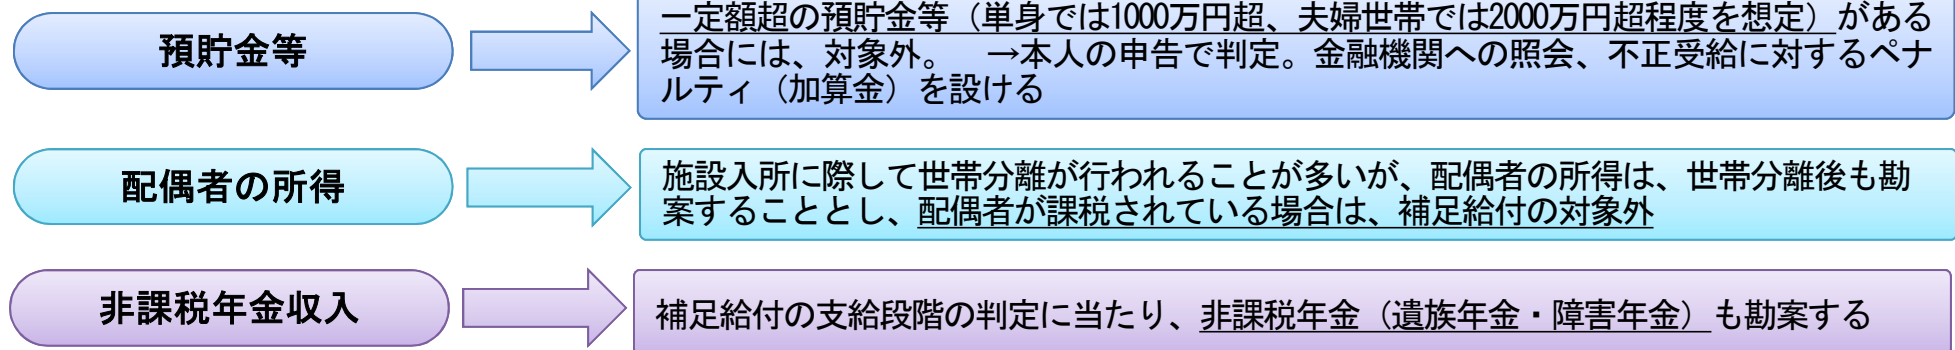 預貯金等
一定額超の預貯金等（単身では1000万円超、夫婦世帯では2000万円超程度を想定）がある
場合には、対象外。　→本人の申告で判定。金融機関への照会、不正受給に対するペナ
ルティ（加算金）を設ける
配偶者の所得
施設入所に際して世帯分離が行われることが多いが、配偶者の所得は、世帯分離後も勘
案することとし、配偶者が課税されている場合は、補足給付の対象外
非課税年金収入
補足給付の支給段階の判定に当たり、非課税年金（遺族年金・障害年金）も勘案する